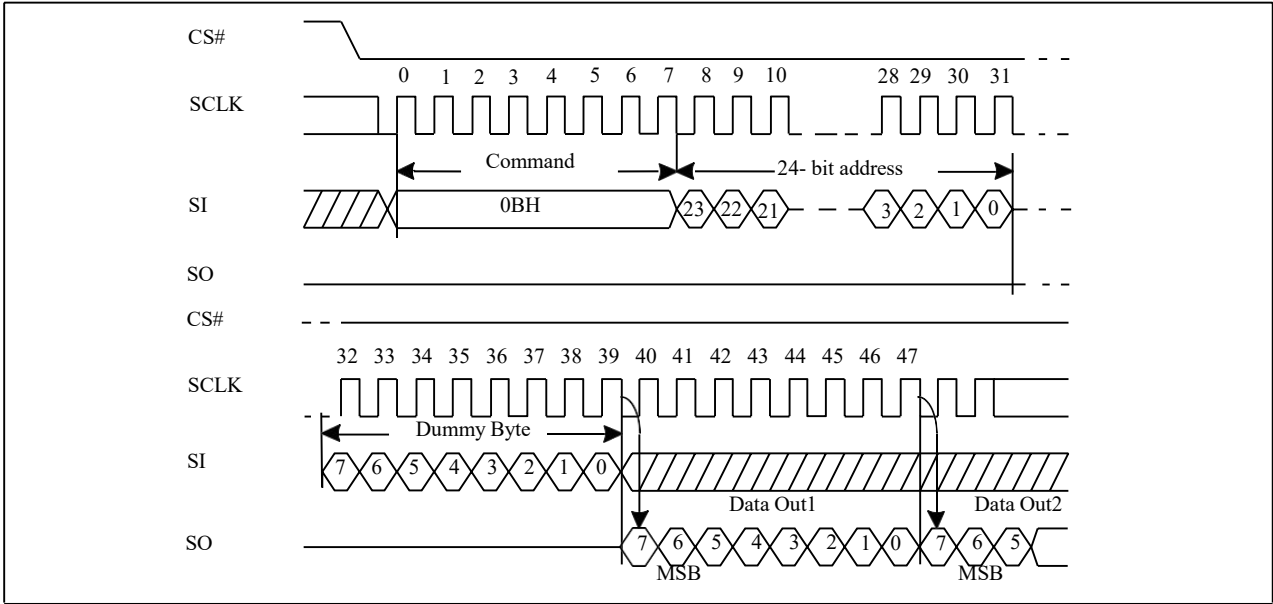 CS#
0 1 2 3 4 5 6 7 8 9 10 28 29 30 31
SCLK
Command 24- bit address
SI 0BH 23 22 21 3 2 1 0
SO
CS#
32 33 34 35 36 37 38 39 40 41 42 43 44 45 46 47
SCLK
Dummy Byte
SI 7 6 5 4 3 2 1 0
Data Out1 Data Out2
SO 7 6 5 4 3 2 1 0 7 6 5
MSB MSB